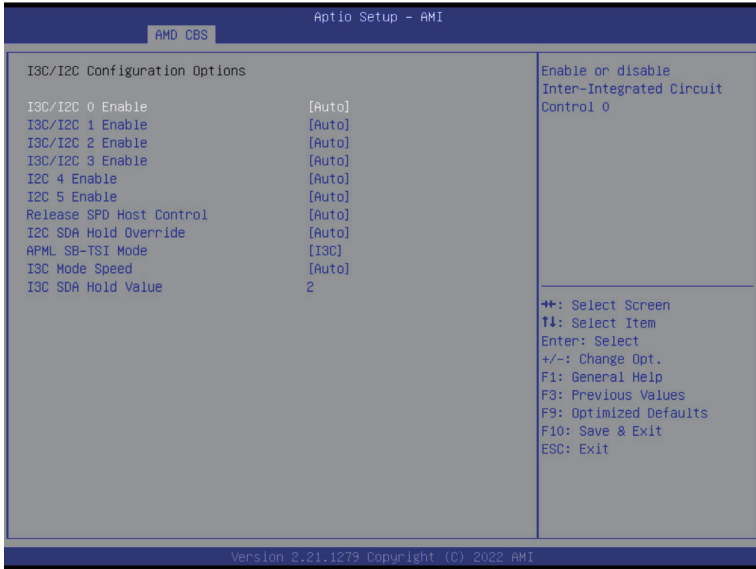 Aptio Setup - AMI
AMD CBS
I3C/I2C Configuration Options
I3C/I2C 0 Enable [Auto]
I3C/I2C 1 Enable [Auto]
I3C/I2C 2 Enable [Auto]
I3C/I2C 3 Enable [Auto]
I2C 4 Enable [Auto]
I2C 5 Enable [Auto]
Release SPD Host Control [Auto]
I2C SDA Hold Override [Auto]
APML SB-TSI Mode [I3C]
I3C Mode Speed [Auto]
I3C SDA Hold Value 2
Enable or disable
Inter-Integrated Circuit
Control 0
→←: Select Screen
↑↓: Select Item
Enter: Select
+/-: Change Opt.
F1: General Help
F3: Previous Values
F9: Optimized Defaults
F10: Save & Exit
ESC: Exit
Version 2.21.1279 Copyright (C) 2022 AMI